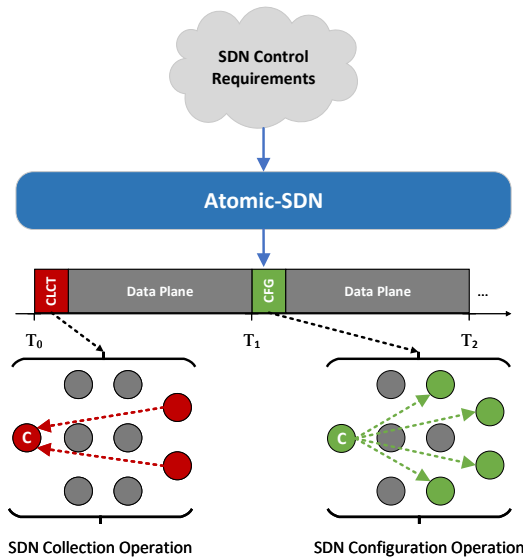 SDN Control
Requirements
Atomic-SDN
CLCT
Data Plane
CFG
Data Plane
...
T0
T1
T2
C
C
SDN Collection Operation
SDN Configuration Operation